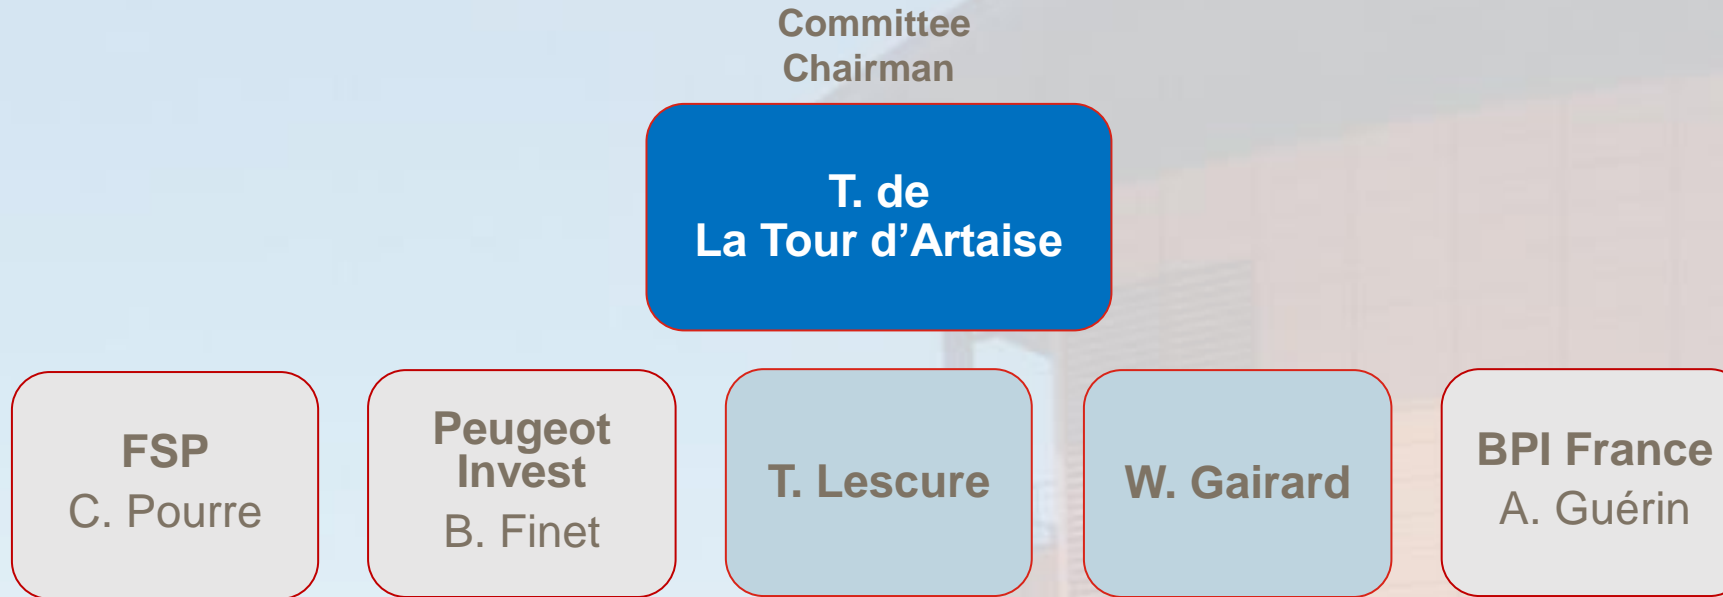 Committee
Chairman
T. de
La Tour d’Artaise
FSP
C. Pourre
Peugeot
Invest
B. Finet
T. Lescure
W. Gairard
BPI France
A. Guérin